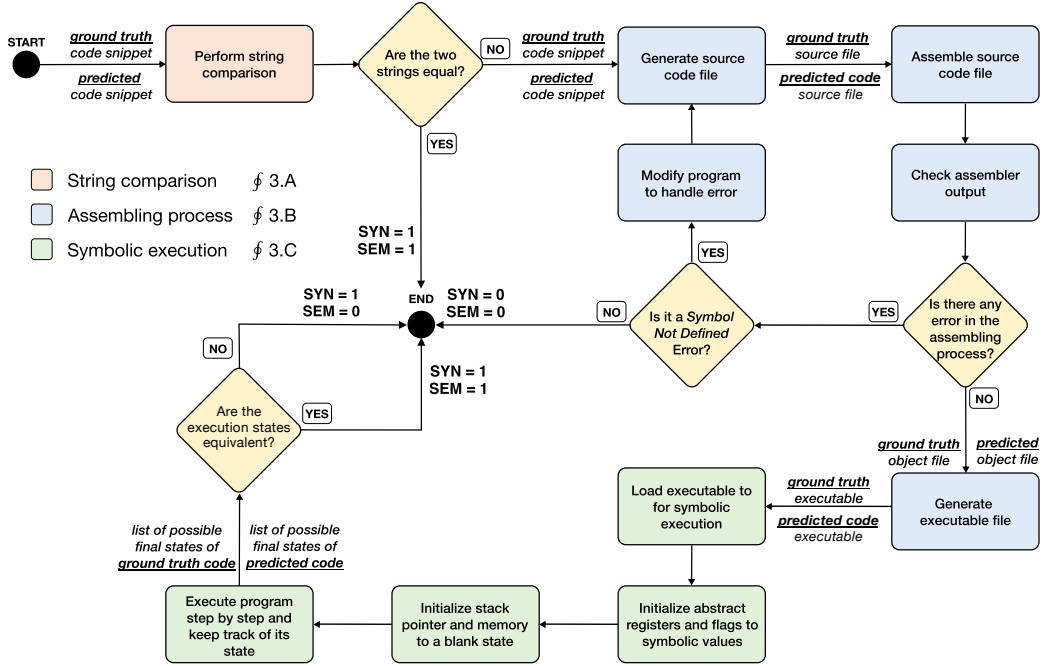 START
ground truth
code snippet
predicted
code snippet
Perform string
comparison
Are the two
strings equal?
NO
ground truth
code snippet
predicted
code snippet
Generate source
code file
ground truth
source file
predicted code
source file
Assemble source
code file
YES
Modify program
to handle error
Check assembler
output
String comparison ∮ 3.A
Assembling process ∮ 3.B
Symbolic execution ∮ 3.C
SYN = 1
SEM = 1
YES
SYN = 1
SEM = 0
END
SYN = 0
SEM = 0
NO
Is it a Symbol
Not Defined
Error?
YES
Is there any
error in the
assembling
process?
NO
SYN = 1
SEM = 1
NO
Are the
execution states
equivalent?
YES
ground truth
object file
predicted
object file
Load executable to
for symbolic
execution
ground truth
executable
predicted code
executable
Generate
executable file
list of possible
final states of
ground truth code
list of possible
final states of
predicted code
Execute program
step by step and
keep track of its
state
Initialize stack
pointer and memory
to a blank state
Initialize abstract
registers and flags to
symbolic values